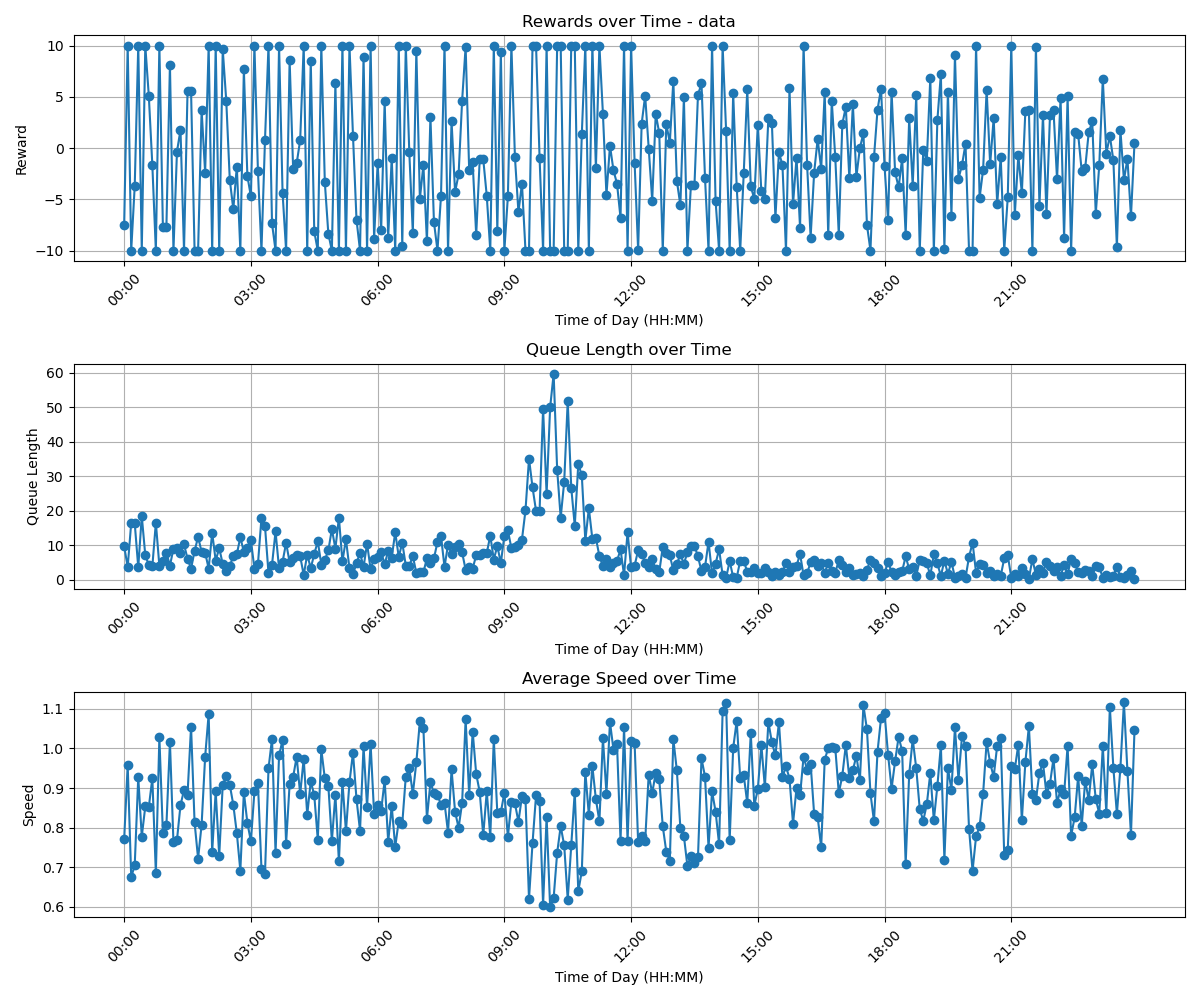 Rewards over Time - data
Reward
10
5
0
−5
−10
00:00 03:00 06:00 09:00 12:00 15:00 18:00 21:00
Time of Day (HH:MM)
Queue Length over Time
Queue Length
60
50
40
30
20
10
0
00:00 03:00 06:00 09:00 12:00 15:00 18:00 21:00
Time of Day (HH:MM)
Average Speed over Time
Speed
1.1
1.0
0.9
0.8
0.7
0.6
00:00 03:00 06:00 09:00 12:00 15:00 18:00 21:00
Time of Day (HH:MM)